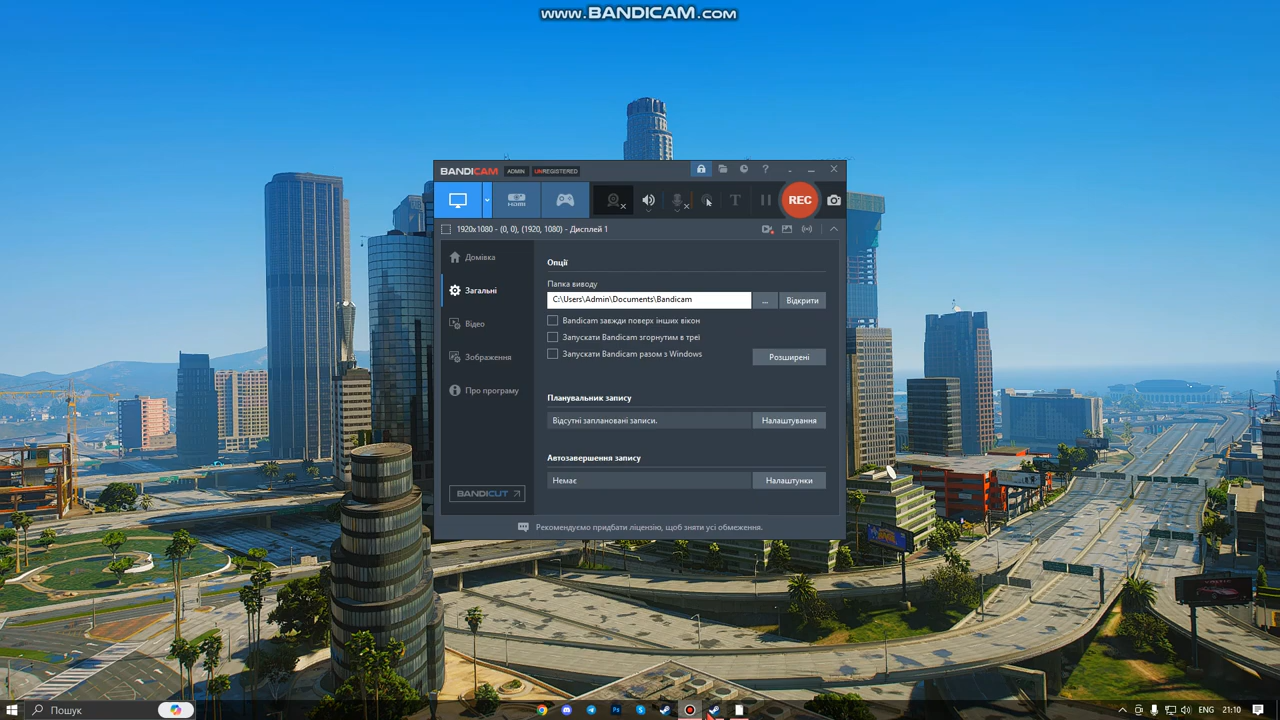 www.BANDICAM.com
BANDICAM ADMIN UNREGISTERED
HDMI
REC
1920x1080 - (0, 0), (1920, 1080) - Дисплей 1
Домівка
Загальні
Відео
Зображення
Про програму
BANDICUT
Опції
Папка виводу
C:\Users\Admin\Documents\Bandicam
...
Відкрити
Bandicam завжди поверх інших вікон
Запускати Bandicam згорнутим в треї
Запускати Bandicam разом з Windows
Розширені
Планувальник запису
Відсутні заплановані записи.
Налаштування
Автозавершення запису
Немає
Налаштунки
Рекомендуємо придбати ліцензію, щоб зняти усі обмеження.
Пошук
ENG
21:10